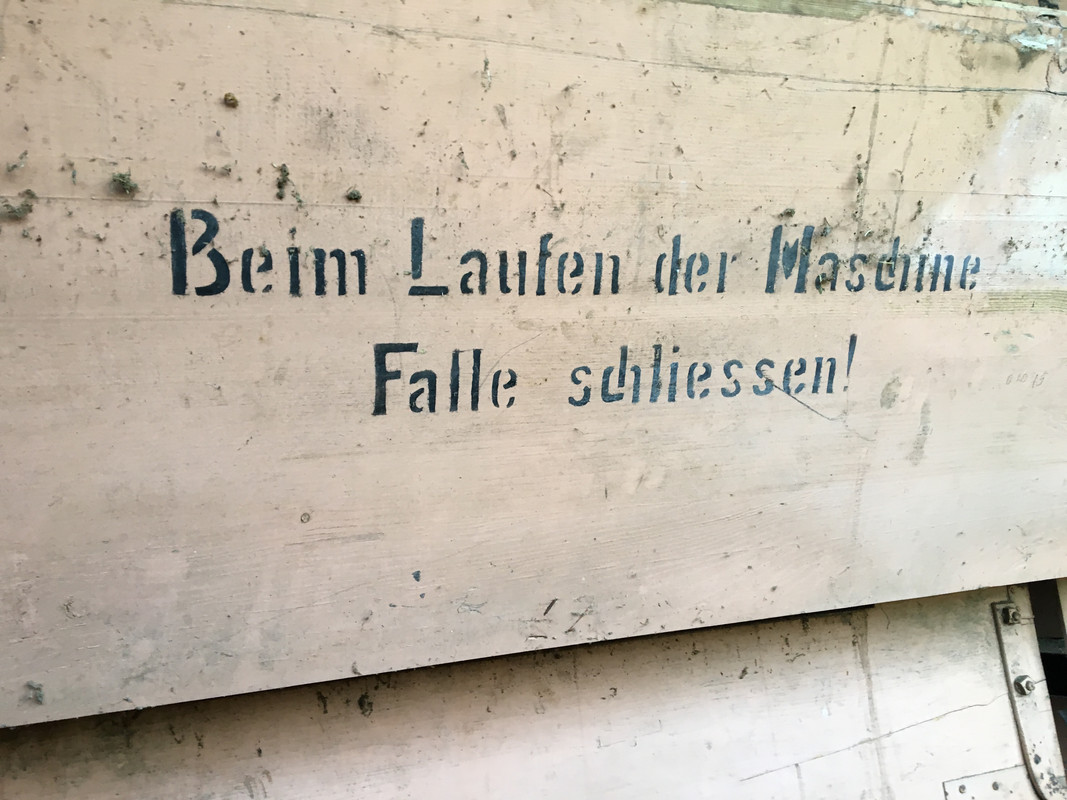 Beim Laufen der Maschine
Falle schliessen!